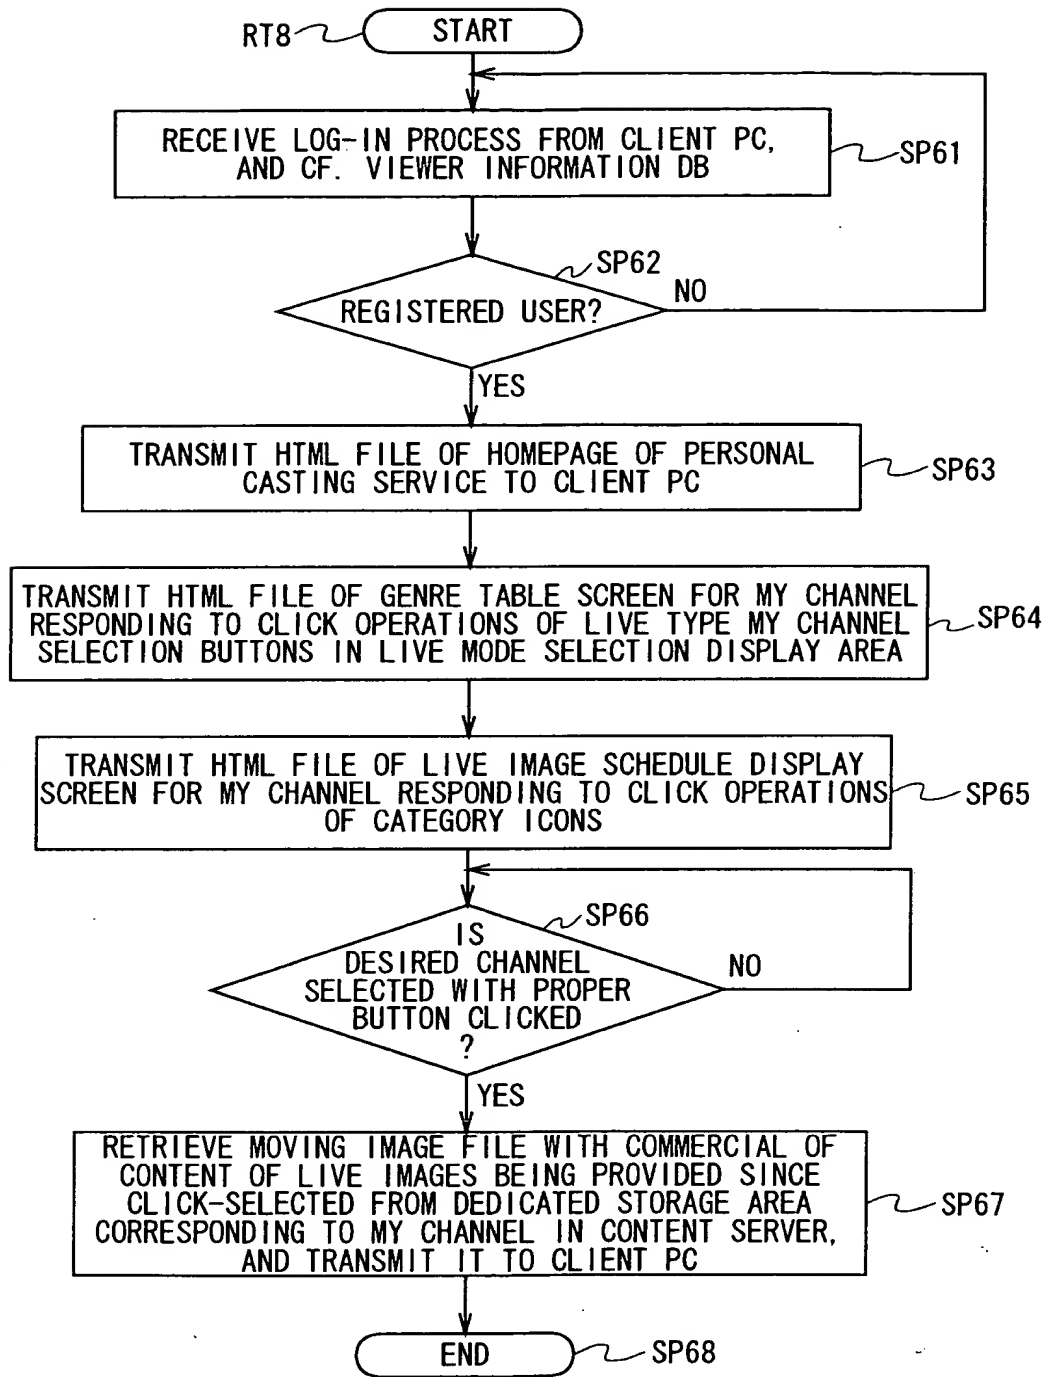 RT8
START
RECEIVE LOG-IN PROCESS FROM CLIENT PC,
AND CF. VIEWER INFORMATION DB
SP61
SP62
REGISTERED USER?
NO
YES
TRANSMIT HTML FILE OF HOMEPAGE OF PERSONAL
CASTING SERVICE TO CLIENT PC
SP63
TRANSMIT HTML FILE OF GENRE TABLE SCREEN FOR MY CHANNEL
RESPONDING TO CLICK OPERATIONS OF LIVE TYPE MY CHANNEL
SELECTION BUTTONS IN LIVE MODE SELECTION DISPLAY AREA
SP64
TRANSMIT HTML FILE OF LIVE IMAGE SCHEDULE DISPLAY
SCREEN FOR MY CHANNEL RESPONDING TO CLICK OPERATIONS
OF CATEGORY ICONS
SP65
SP66
IS
DESIRED CHANNEL
SELECTED WITH PROPER
BUTTON CLICKED
?
NO
YES
RETRIEVE MOVING IMAGE FILE WITH COMMERCIAL OF
CONTENT OF LIVE IMAGES BEING PROVIDED SINCE
CLICK-SELECTED FROM DEDICATED STORAGE AREA
CORRESPONDING TO MY CHANNEL IN CONTENT SERVER,
AND TRANSMIT IT TO CLIENT PC
SP67
END
SP68